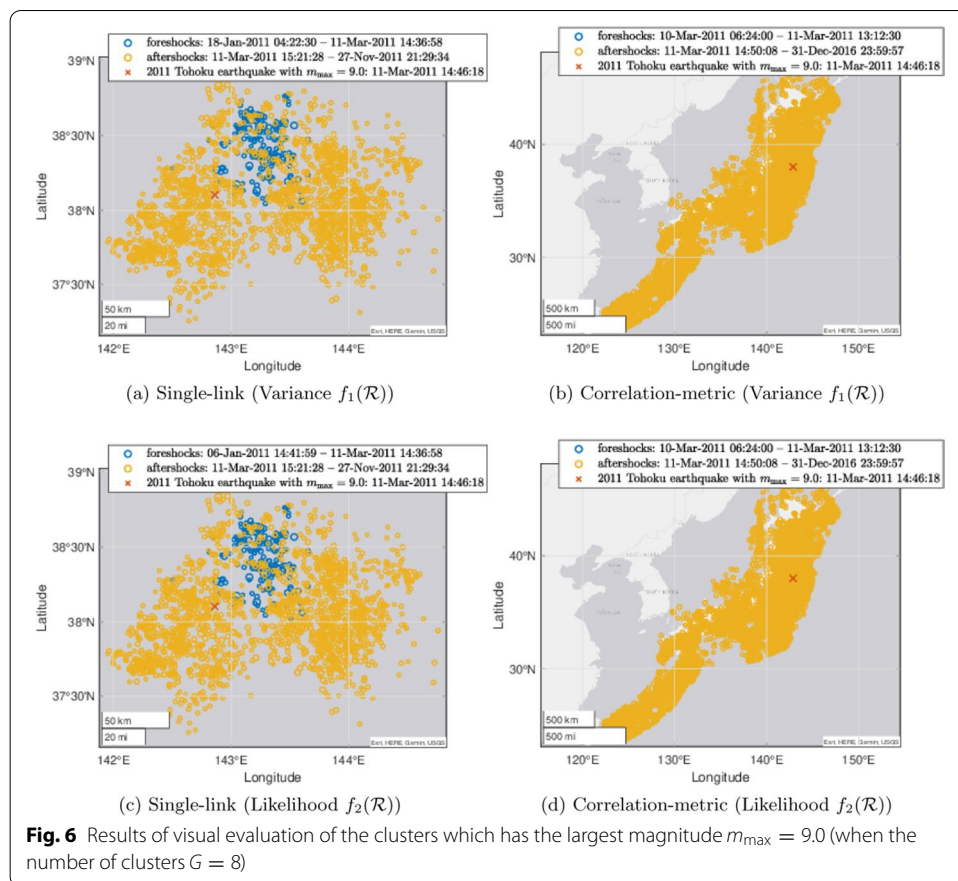 foreshocks: 18-Jan-2011 04:22:30 – 11-Mar-2011 14:36:58
aftershocks: 11-Mar-2011 15:21:28 – 27-Nov-2011 21:29:34
2011 Tohoku earthquake with m_max = 9.0: 11-Mar-2011 14:46:18
39°N
38°30'N
38°N
37°30'N
Latitude
50 km
20 mi
Esri, HERE, Garmin, USGS
142°E 143°E 144°E
Longitude
(a) Single-link (Variance f₁(ℛ))
foreshocks: 10-Mar-2011 06:24:00 – 11-Mar-2011 13:12:30
aftershocks: 11-Mar-2011 14:50:08 – 31-Dec-2016 23:59:57
2011 Tohoku earthquake with m_max = 9.0: 11-Mar-2011 14:46:18
40°N
30°N
Latitude
500 km
500 mi
Esri, HERE, Garmin, USGS
120°E 130°E 140°E 150°E
Longitude
(b) Correlation-metric (Variance f₁(ℛ))
foreshocks: 06-Jan-2011 14:41:59 – 11-Mar-2011 14:36:58
aftershocks: 11-Mar-2011 15:21:28 – 27-Nov-2011 21:29:34
2011 Tohoku earthquake with m_max = 9.0: 11-Mar-2011 14:46:18
39°N
38°30'N
38°N
37°30'N
Latitude
50 km
20 mi
Esri, HERE, Garmin, USGS
142°E 143°E 144°E
Longitude
(c) Single-link (Likelihood f₂(ℛ))
foreshocks: 10-Mar-2011 06:24:00 – 11-Mar-2011 13:12:30
aftershocks: 11-Mar-2011 14:50:08 – 31-Dec-2016 23:59:57
2011 Tohoku earthquake with m_max = 9.0: 11-Mar-2011 14:46:18
40°N
30°N
Latitude
500 km
500 mi
Esri, HERE, Garmin, USGS
120°E 130°E 140°E 150°E
Longitude
(d) Correlation-metric (Likelihood f₂(ℛ))
Fig. 6 Results of visual evaluation of the clusters which has the largest magnitude m_max = 9.0 (when the
number of clusters G = 8)